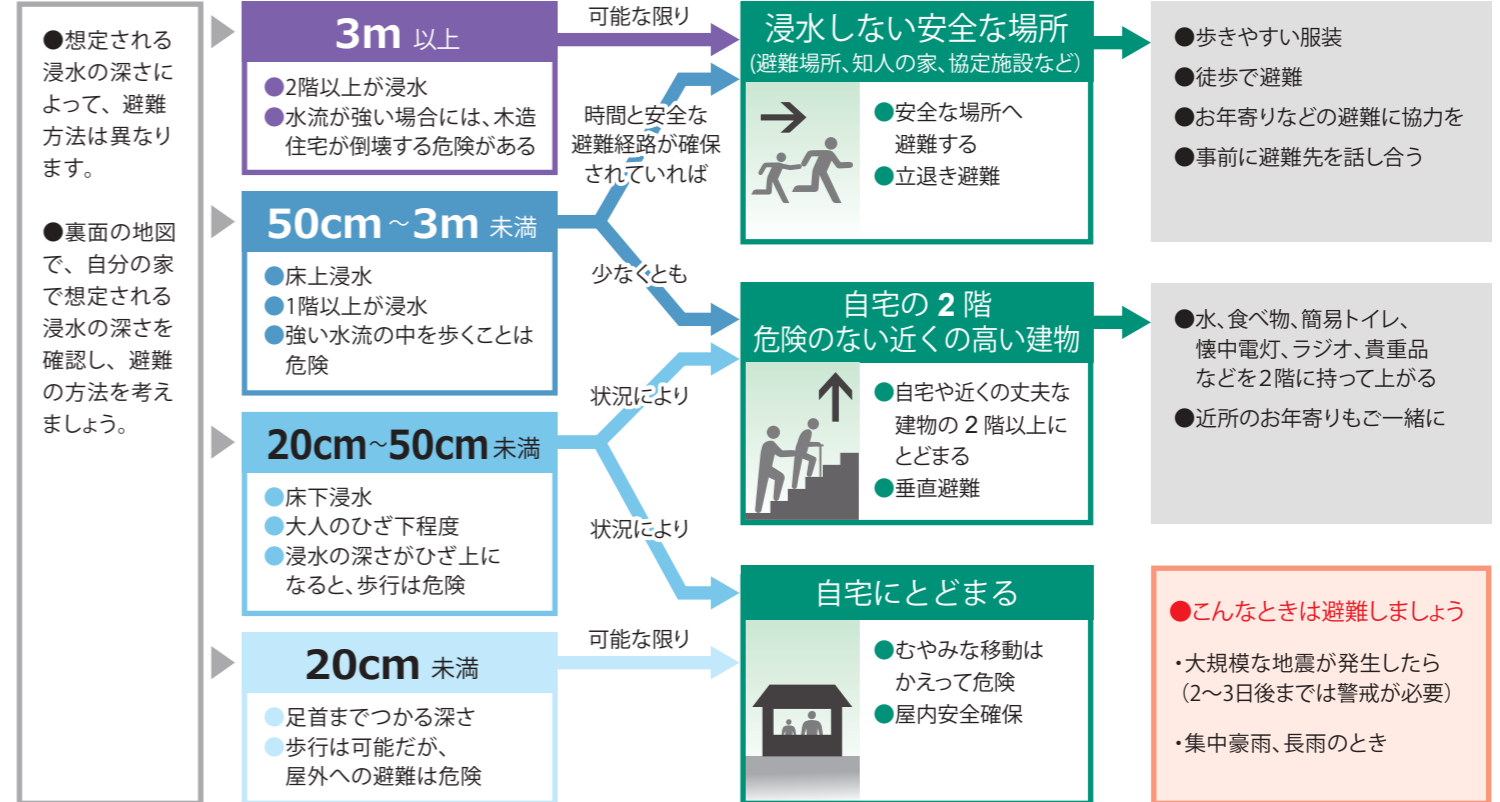 ●想定される
浸水の深さに
よって、避難
方法は異なり
ます。
●裏面の地図
で、自分の家
で想定される
浸水の深さを
確認し、避難
の方法を考え
ましょう。
3m 以上
●2階以上が浸水
●水流が強い場合には、木造
住宅が倒壊する危険がある
50cm～3m 未満
●床上浸水
●1階以上が浸水
●強い水流の中を歩くことは
危険
20cm～50cm未満
●床下浸水
●大人のひざ下程度
●浸水の深さがひざ上に
なると、歩行は危険
20cm 未満
●足首までつかる深さ
●歩行は可能だが、
屋外への避難は危険
可能な限り
時間と安全な
避難経路が確保
されていれば
少なくとも
状況により
状況により
可能な限り
浸水しない安全な場所
(避難場所、知人の家、協定施設など)
●安全な場所へ
避難する
●立退き避難
自宅の 2 階
危険のない近くの高い建物
●自宅や近くの丈夫な
建物の 2 階以上に
とどまる
●垂直避難
自宅にとどまる
●むやみな移動は
かえって危険
●屋内安全確保
●歩きやすい服装
●徒歩で避難
●お年寄りなどの避難に協力を
●事前に避難先を話し合う
●水、食べ物、簡易トイレ、
懐中電灯、ラジオ、貴重品
などを2階に持って上がる
●近所のお年寄りもご一緒に
●こんなときは避難しましょう
・大規模な地震が発生したら
（2～3日後までは警戒が必要）
・集中豪雨、長雨のとき